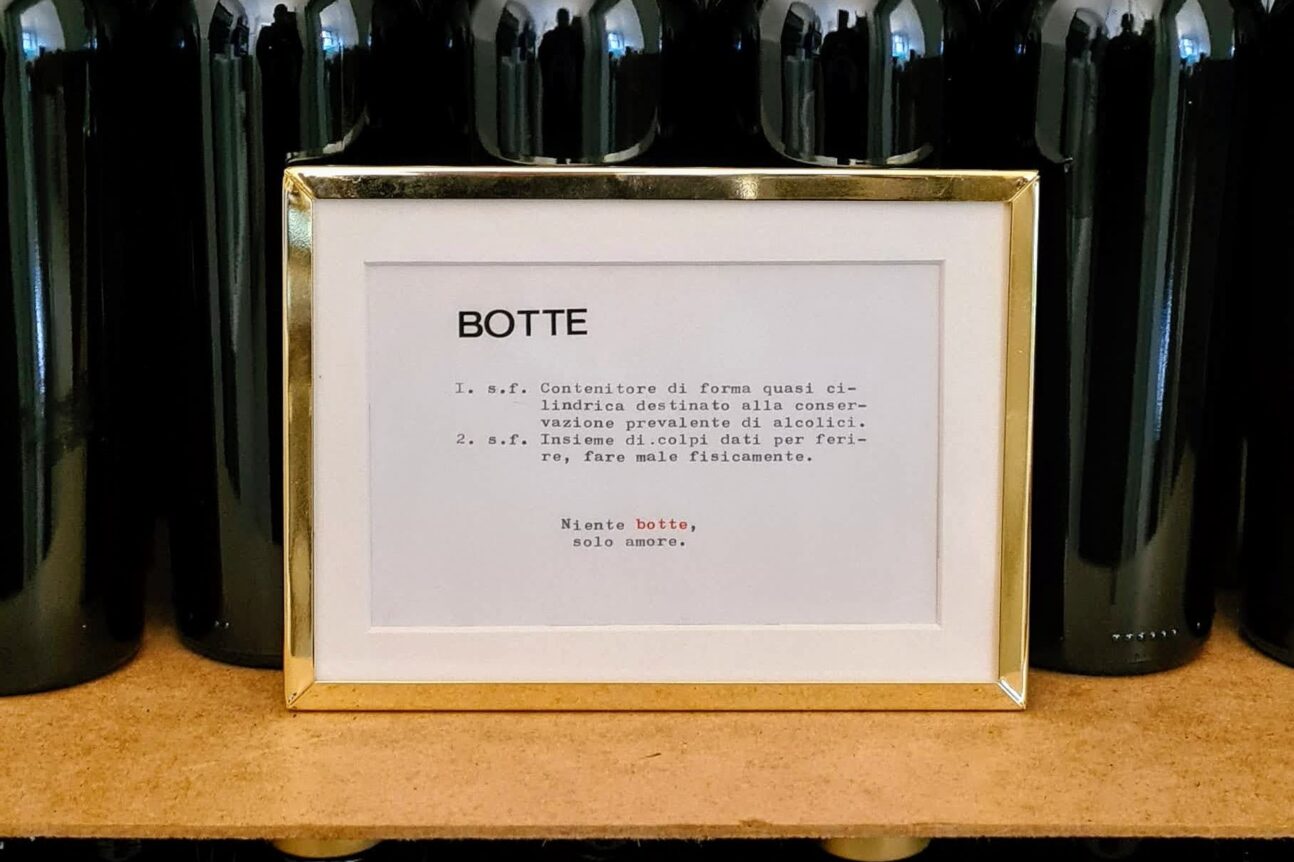 BOTTE
I. s.f. Contenitore di forma quasi ci-
lindrica destinato alla conser-
vazione prevalente di alcolici.
2. s.f. Insieme di.colpi dati per feri-
re, fare male fisicamente.
Niente botte,
solo amore.